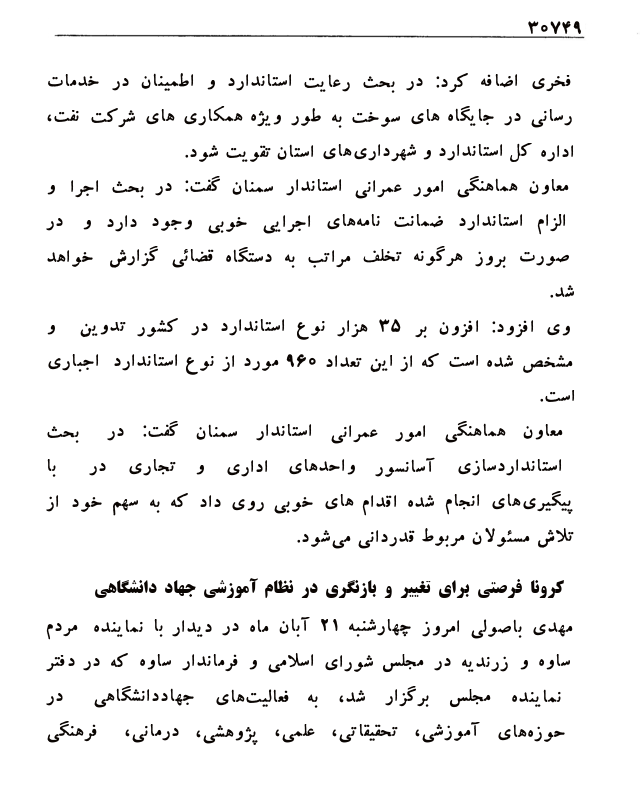 ۳۰۷۴۹
فخری اضافه کرد: در بحث رعایت استاندارد و اطمینان در خدمات
رسانی در جایگاه های سوخت به طور ویژه همکاری های شرکت نفت،
اداره کل استاندارد و شهرداری‌های استان تقویت شود.
معاون هماهنگی امور عمرانی استاندار سمنان گفت: در بحث اجرا و
الزام استاندارد ضمانت نامه‌های اجرایی خوبی وجود دارد و در
صورت بروز هرگونه تخلف مراتب به دستگاه قضائی گزارش خواهد
شد.
وی افزود: افزون بر ۳۵ هزار نوع استاندارد در کشور تدوین و
مشخص شده است که از این تعداد ۹۶۰ مورد از نوع استاندارد اجباری
است.
معاون هماهنگی امور عمرانی استاندار سمنان گفت: در بحث
استانداردسازی آسانسور واحدهای اداری و تجاری در با
پیگیری‌های انجام شده اقدام های خوبی روی داد که به سهم خود از
تلاش مسئولان مربوط قدردانی می‌شود.
کرونا فرصتی برای تغییر و بازنگری در نظام آموزشی جهاد دانشگاهی
مهدی باصولی امروز چهارشنبه ۲۱ آبان ماه در دیدار با نماینده مردم
ساوه و زرندیه در مجلس شورای اسلامی و فرماندار ساوه که در دفتر
نماینده مجلس برگزار شد، به فعالیت‌های جهاددانشگاهی در
حوزه‌های آموزشی، تحقیقاتی، علمی، پژوهشی، درمانی، فرهنگی